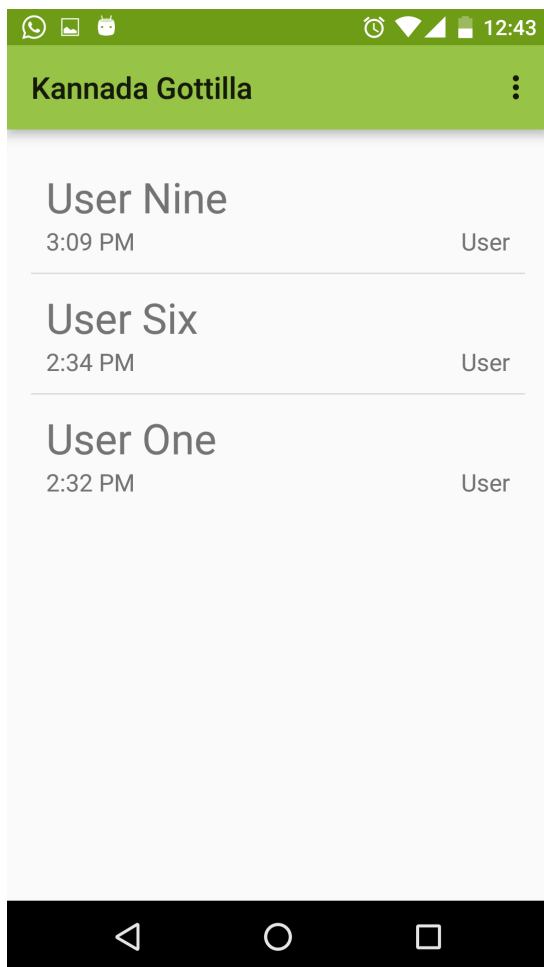 12:43
Kannada Gottilla
User Nine
3:09 PM User
User Six
2:34 PM User
User One
2:32 PM User